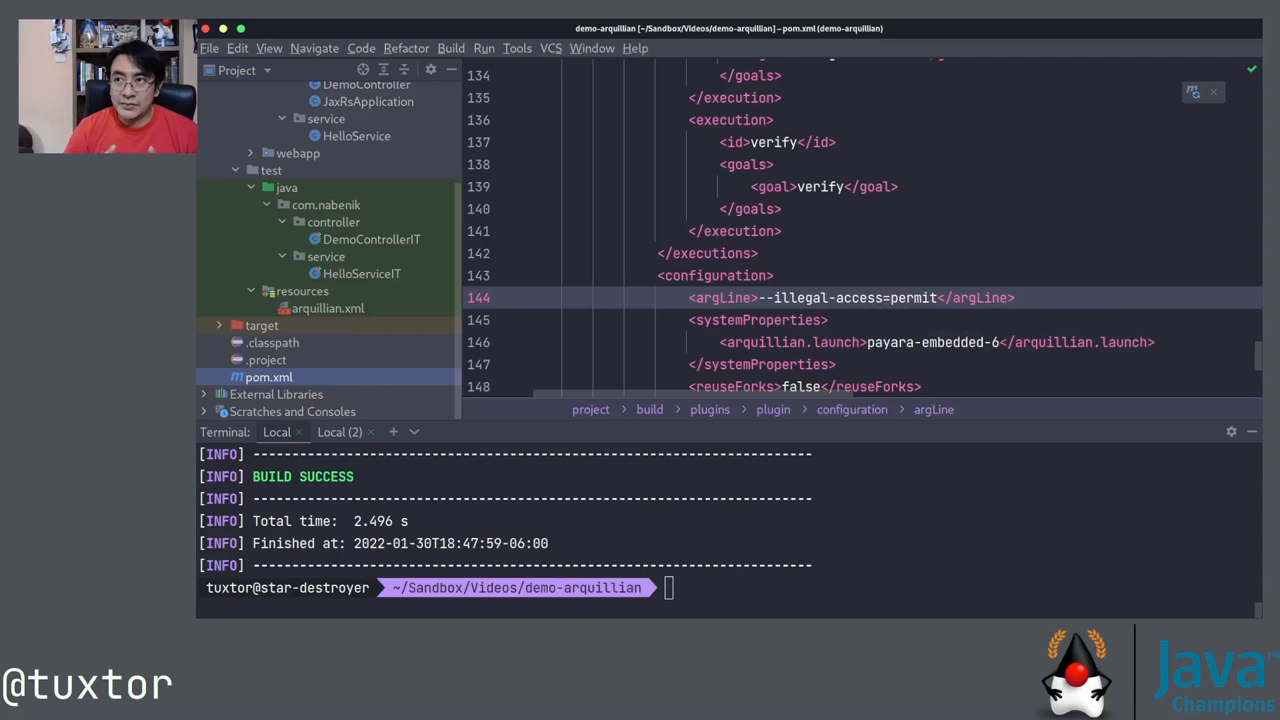 demo-arquillian [~/Sandbox/Videos/demo-arquillian] – pom.xml (demo-arquillian)
File Edit View Navigate Code Refactor Build Run Tools VCS Window Help
Project
DemoController
JaxRsApplication
service
HelloService
webapp
test
java
com.nabenik
controller
DemoControllerIT
service
HelloServiceIT
resources
arquillian.xml
target
.classpath
.project
pom.xml
External Libraries
Scratches and Consoles
134 </goals>
135 </execution>
136 <execution>
137 <id>verify</id>
138 <goals>
139 <goal>verify</goal>
140 </goals>
141 </execution>
142 </executions>
143 <configuration>
144 <argLine>--illegal-access=permit</argLine>
145 <systemProperties>
146 <arquillian.launch>payara-embedded-6</arquillian.launch>
147 </systemProperties>
148 <reuseForks>false</reuseForks>
project build plugins plugin configuration argLine
Terminal: Local × Local (2) × +
[INFO] ------------------------------------------------------------------------
[INFO] BUILD SUCCESS
[INFO] ------------------------------------------------------------------------
[INFO] Total time:  2.496 s
[INFO] Finished at: 2022-01-30T18:47:59-06:00
[INFO] ------------------------------------------------------------------------
tuxtor@star-destroyer ~/Sandbox/Videos/demo-arquillian
@tuxtor
Java™
Champions